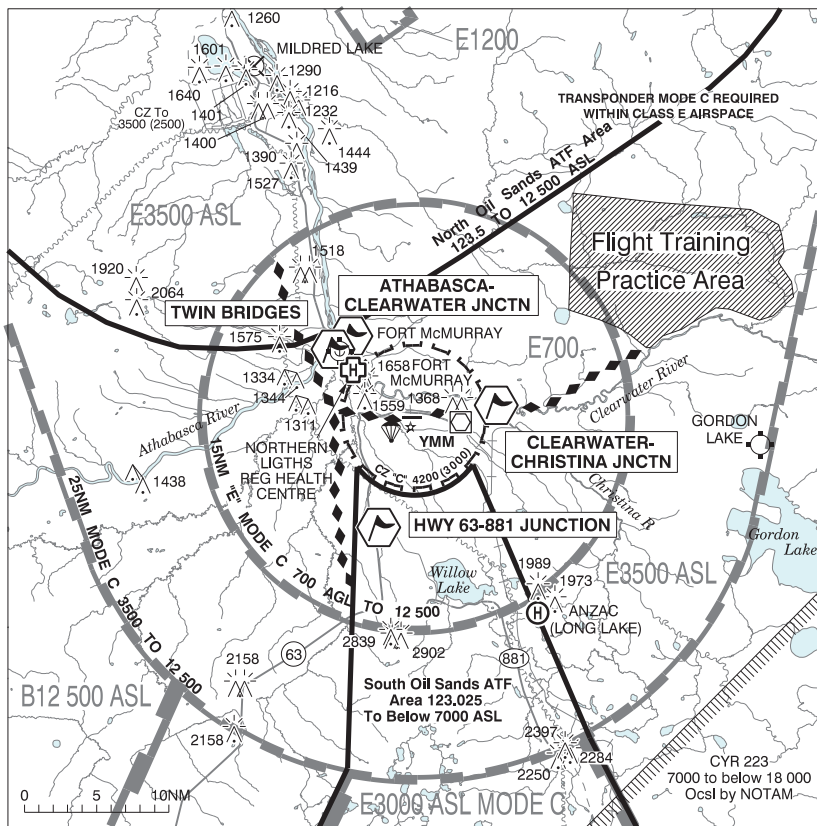 1260
E1200
1601
MILDRED LAKE
1290
1640
1216
TRANSPONDER MODE C REQUIRED
WITHIN CLASS E AIRSPACE
CZ To
3500 (2500)
1401
1232
1400
1444
1390
1439
1527
E3500 ASL
North Oil Sands ATF Area
123.5 TO 12 500 ASL
Flight Training
Practice Area
1518
1920
2064
ATHABASCA-
CLEARWATER JNCTN
TWIN BRIDGES
FORT McMURRAY
1575
E700
H
1658
FORT
McMURRAY
1334
1368
1344
1559
1311
Clearwater River
Athabasca River
YMM
GORDON
LAKE
CLEARWATER-
CHRISTINA JNCTN
NORTHERN
LIGTHS
REG HEALTH
CENTRE
CZ "C" 4200 (3000)
1438
Christina R
15NM "E" MODE C 700 AGL TO 12 500
25NM MODE C 3500 TO 12 500
HWY 63-881 JUNCTION
Gordon
Lake
1989
1973
E3500 ASL
Willow
Lake
H
ANZAC
(LONG LAKE)
2839
2902
63
881
2158
South Oil Sands ATF
Area 123.025
To Below 7000 ASL
B12 500 ASL
2158
2397
2284
2250
CYR 223
7000 to below 18 000
Ocsl by NOTAM
0 5 10NM
E3000 ASL MODE C